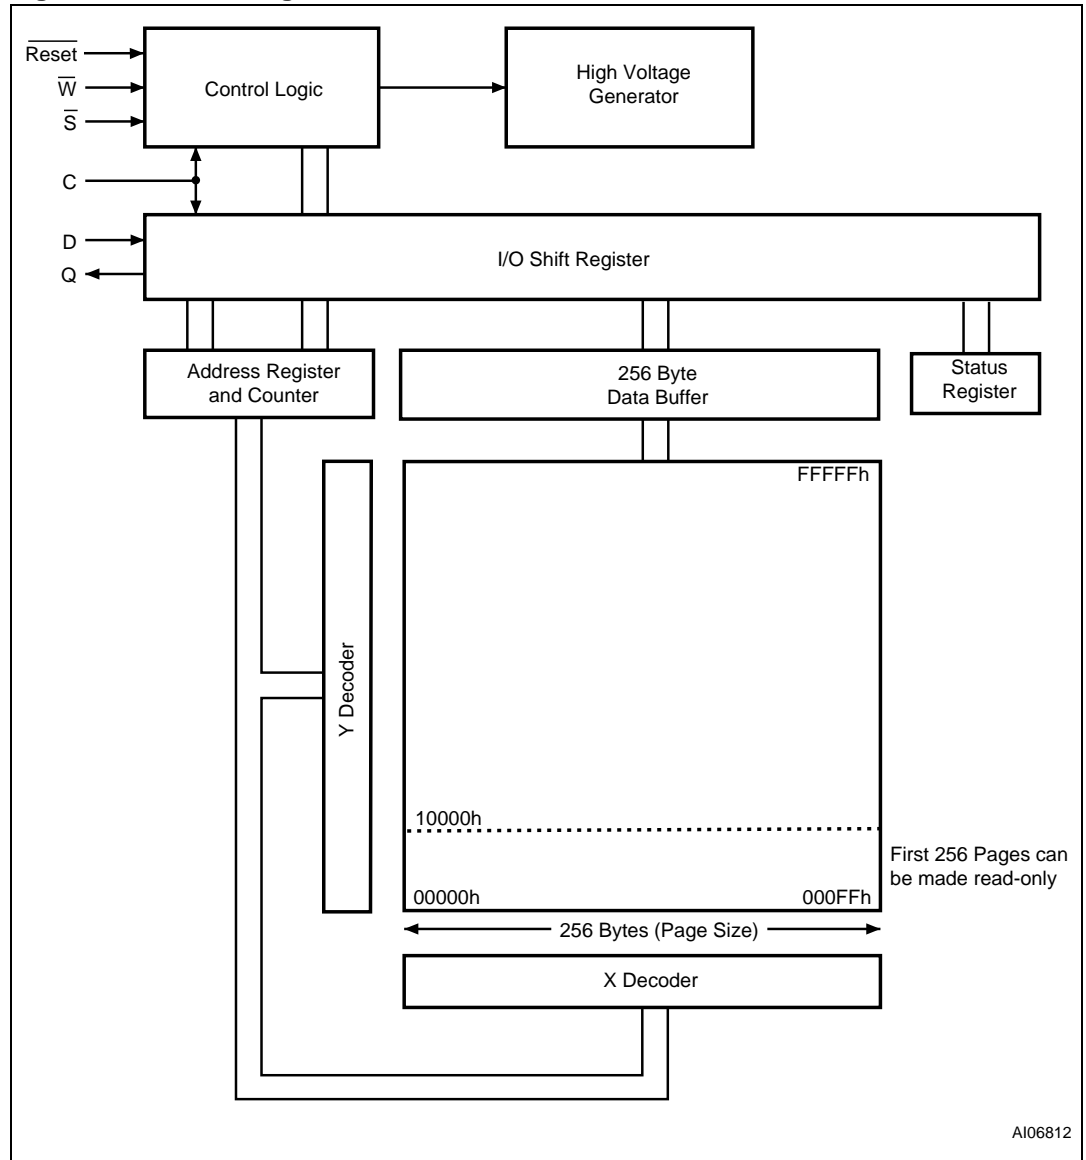 Reset
W
S
C
D
Q
Control Logic
High Voltage
Generator
I/O Shift Register
Address Register
and Counter
256 Byte
Data Buffer
Status
Register
FFFFFh
Y Decoder
10000h
First 256 Pages can
be made read-only
00000h
000FFh
256 Bytes (Page Size)
X Decoder
AI06812